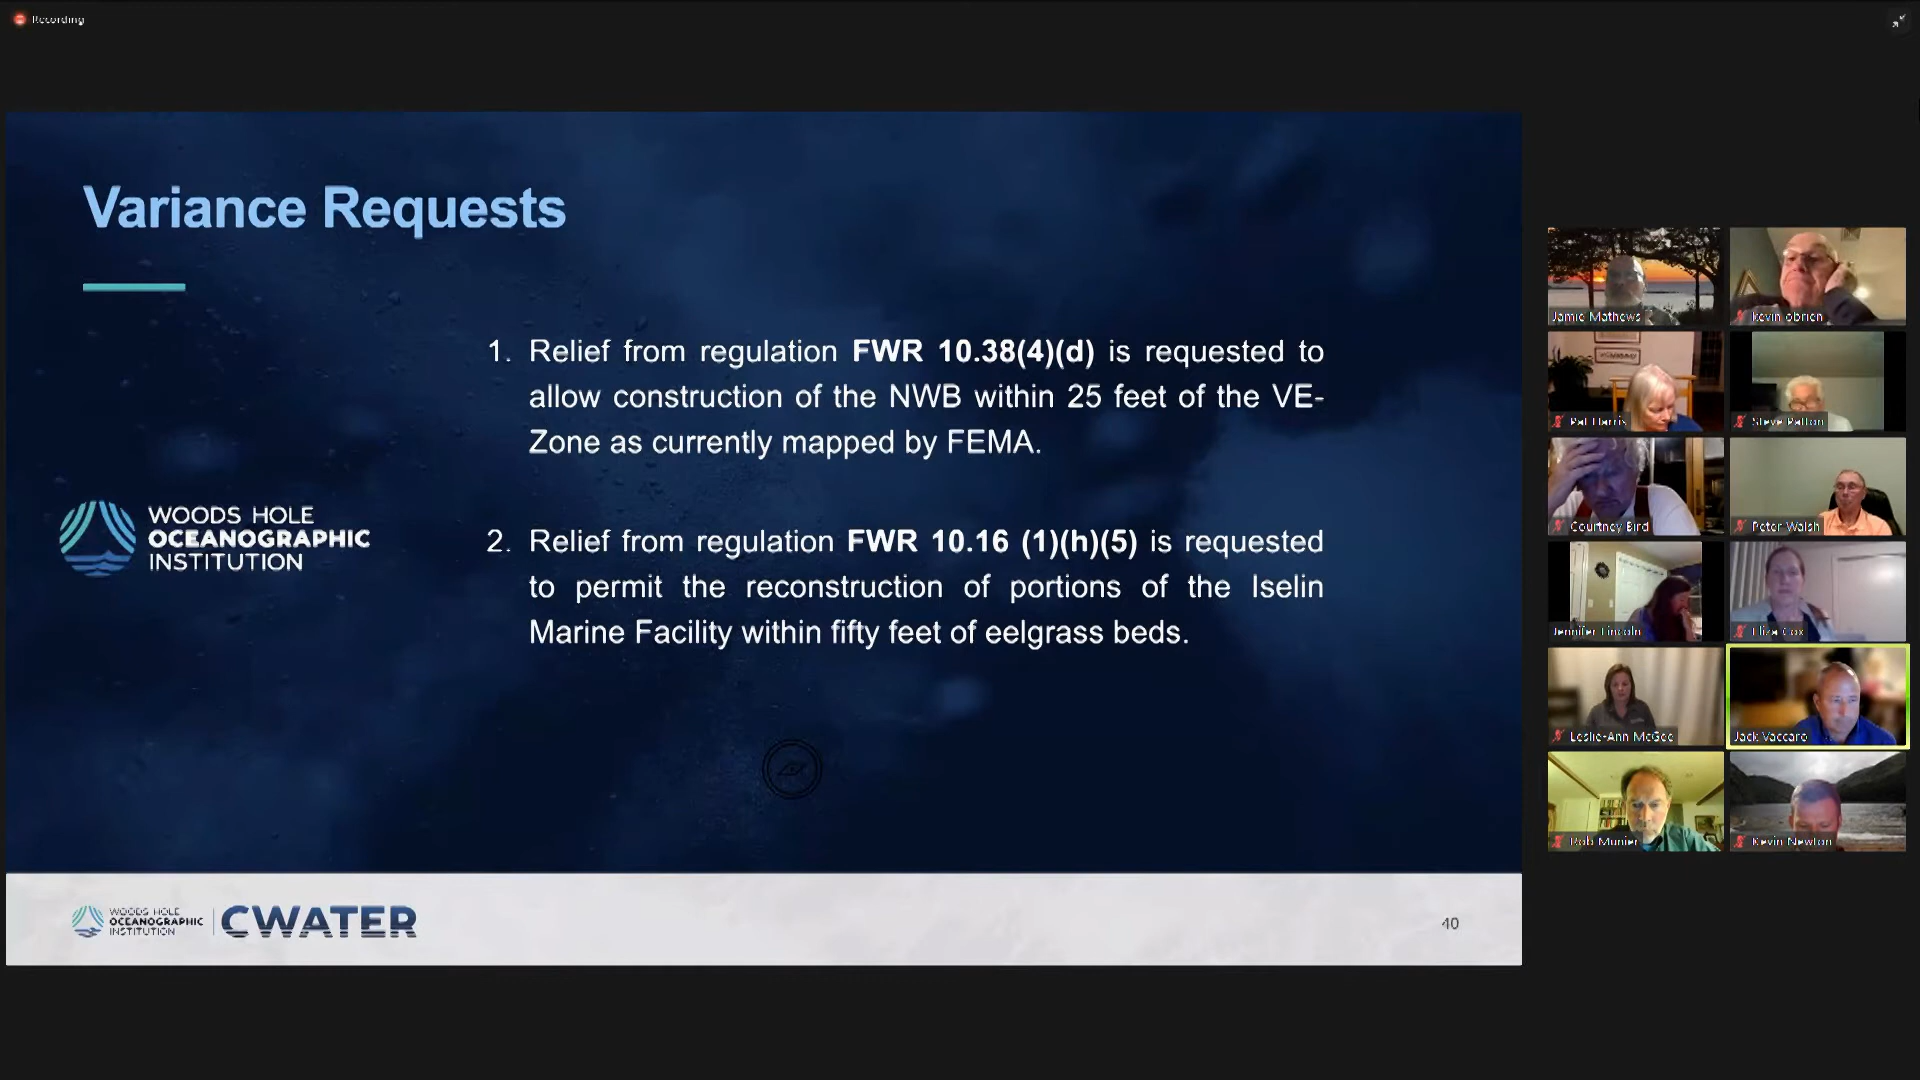 Recording
Variance Requests
1. Relief from regulation FWR 10.38(4)(d) is requested to
allow construction of the NWB within 25 feet of the VE-
Zone as currently mapped by FEMA.
2. Relief from regulation FWR 10.16 (1)(h)(5) is requested
to permit the reconstruction of portions of the Iselin
Marine Facility within fifty feet of eelgrass beds.
WOODS HOLE
OCEANOGRAPHIC
INSTITUTION
WOODS HOLE
OCEANOGRAPHIC
INSTITUTION
CWATER
40
Jamie Mathews
kevin obrien
Pat Harris
Steve Patton
Courtney Bird
Peter Walsh
Jennifer Lincoln
Eliza Cox
Leslie-Ann McGee
Jack Vaccaro
Rob Munier
Kevin Newton